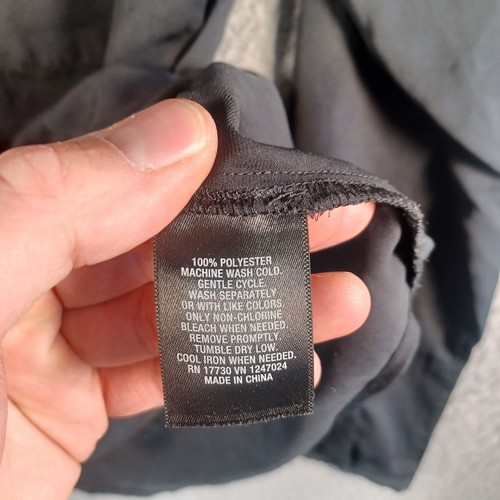 100% POLYESTER
MACHINE WASH COLD.
GENTLE CYCLE.
WASH SEPARATELY
OR WITH LIKE COLORS.
ONLY NON-CHLORINE
BLEACH WHEN NEEDED.
REMOVE PROMPTLY.
TUMBLE DRY LOW.
COOL IRON WHEN NEEDED.
RN 17730 VN 1247024
MADE IN CHINA